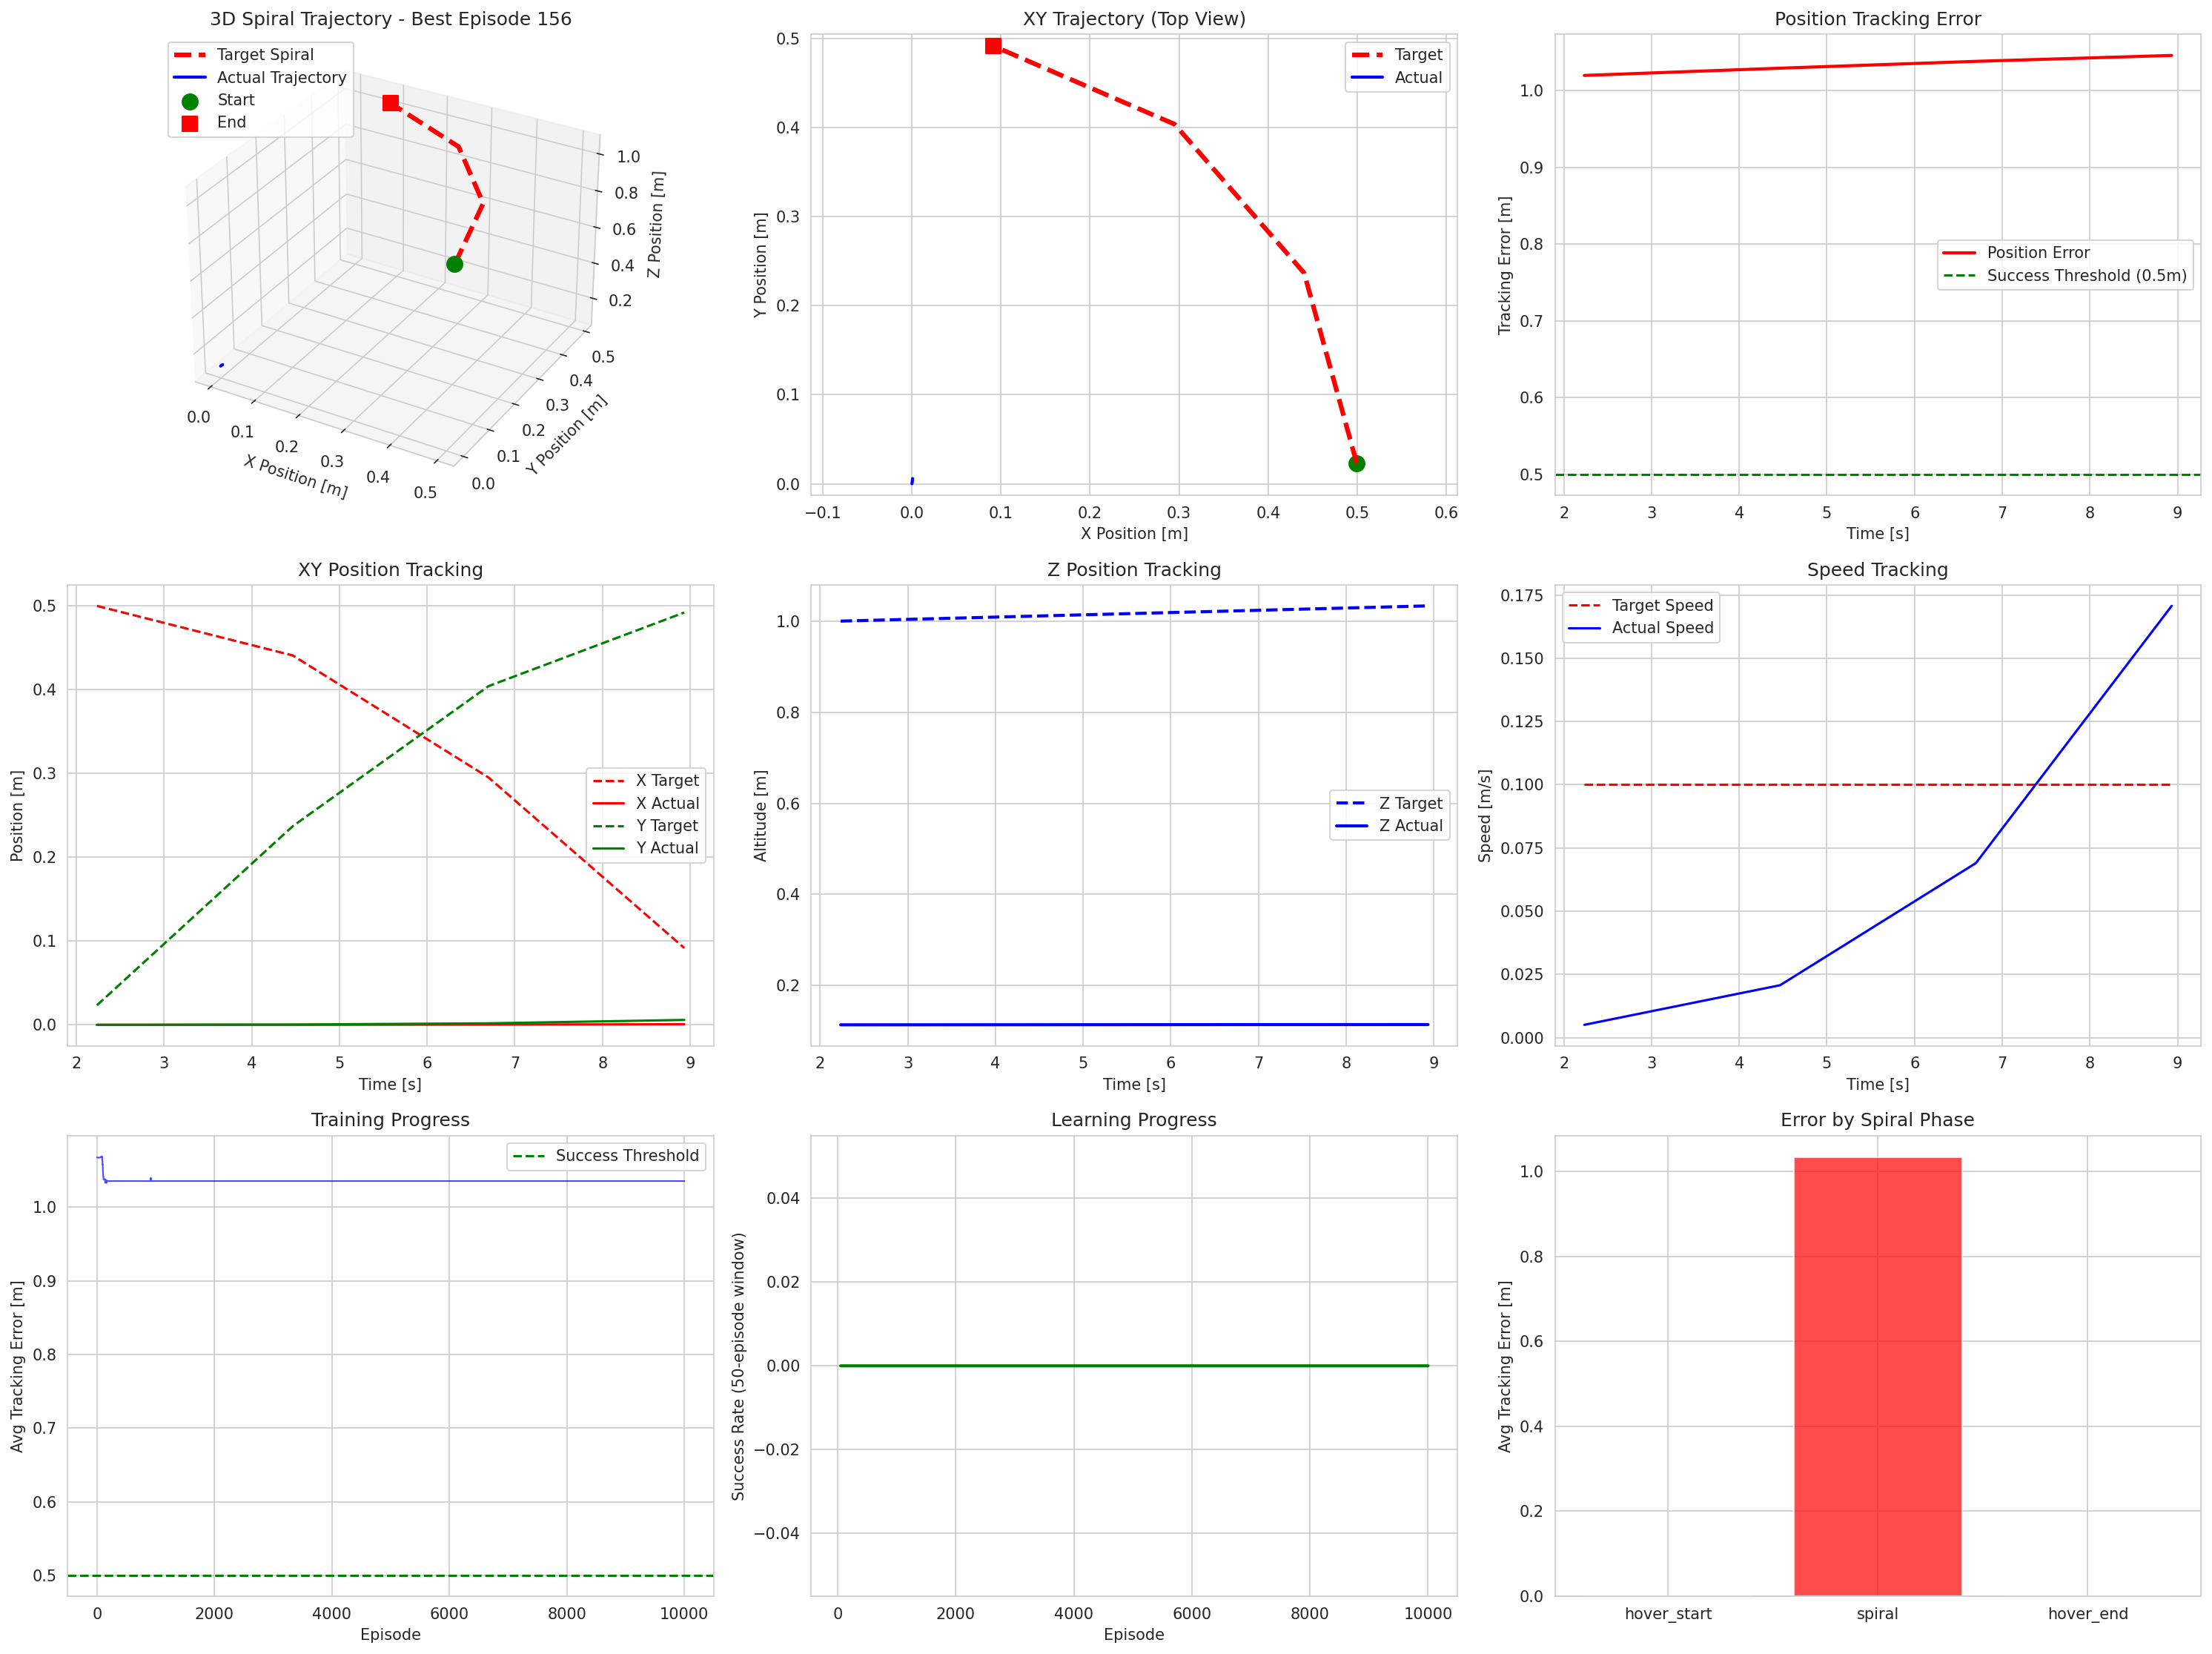 3D Spiral Trajectory - Best Episode 156
Target Spiral
Actual Trajectory
Start
End
1.0
0.8
0.6
0.4
0.2
Z Position [m]
0.0
0.1
0.2
0.3
0.4
0.5
X Position [m]
0.0
0.1
0.2
0.3
0.4
0.5
Y Position [m]
XY Trajectory (Top View)
Target
Actual
0.5
0.4
0.3
0.2
0.1
0.0
Y Position [m]
−0.1
0.0
0.1
0.2
0.3
0.4
0.5
0.6
X Position [m]
Position Tracking Error
1.0
0.9
0.8
0.7
0.6
0.5
Tracking Error [m]
Position Error
Success Threshold (0.5m)
2
3
4
5
6
7
8
9
Time [s]
XY Position Tracking
0.5
0.4
0.3
0.2
0.1
0.0
Position [m]
X Target
X Actual
Y Target
Y Actual
2
3
4
5
6
7
8
9
Time [s]
Z Position Tracking
1.0
0.8
0.6
0.4
0.2
Altitude [m]
Z Target
Z Actual
2
3
4
5
6
7
8
9
Time [s]
Speed Tracking
Target Speed
Actual Speed
0.175
0.150
0.125
0.100
0.075
0.050
0.025
0.000
Speed [m/s]
2
3
4
5
6
7
8
9
Time [s]
Training Progress
Success Threshold
1.0
0.9
0.8
0.7
0.6
0.5
Avg Tracking Error [m]
0
2000
4000
6000
8000
10000
Episode
Learning Progress
0.04
0.02
0.00
−0.02
−0.04
Success Rate (50-episode window)
0
2000
4000
6000
8000
10000
Episode
Error by Spiral Phase
1.0
0.8
0.6
0.4
0.2
0.0
Avg Tracking Error [m]
hover_start
spiral
hover_end